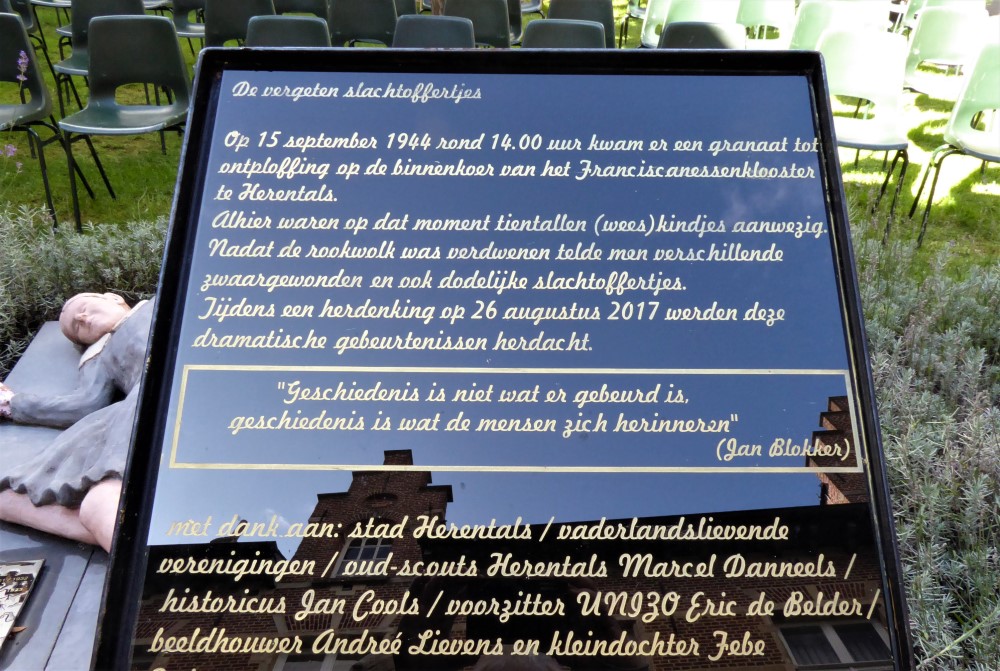 De vergeten slachtoffertjes
Op 15 september 1944 rond 14.00 uur kwam er een granaat tot
ontploffing op de binnenkoer van het Franciscanessenklooster
te Herentals.
Alhier waren op dat moment tientallen (wees)kindjes aanwezig.
Nadat de rookwolk was verdwenen telde men verschillende
zwaargewonden en ook dodelijke slachtoffertjes.
Tijdens een herdenking op 26 augustus 2017 werden deze
dramatische gebeurtenissen herdacht.
"Geschiedenis is niet wat er gebeurd is,
geschiedenis is wat de mensen zich herinneren"
(Jan Blokker)
met dank aan: stad Herentals / vaderlandslievende
verenigingen / oud-scouts Herentals Marcel Danneels /
historicus Jan Cools / voorzitter UNIZO Eric de Belder /
beeldhouwer Andreé Lievens en kleindochter Febe